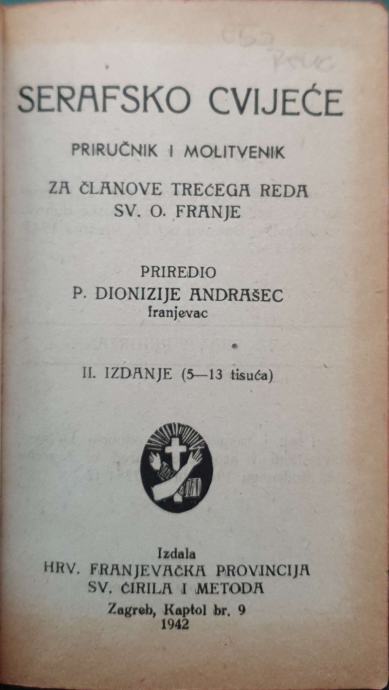 SERAFSKO CVIJEĆE
PRIRUČNIK I MOLITVENIK
ZA ČLANOVE TREĆEGA REDA
SV. O. FRANJE
PRIREDIO
P. DIONIZIJE ANDRAŠEC
franjevac
II. IZDANJE (5—13 tisuća)
Izdala
HRV. FRANJEVAČKA PROVINCIJA
SV. ĆIRILA I METODA
Zagreb, Kaptol br. 9
1942